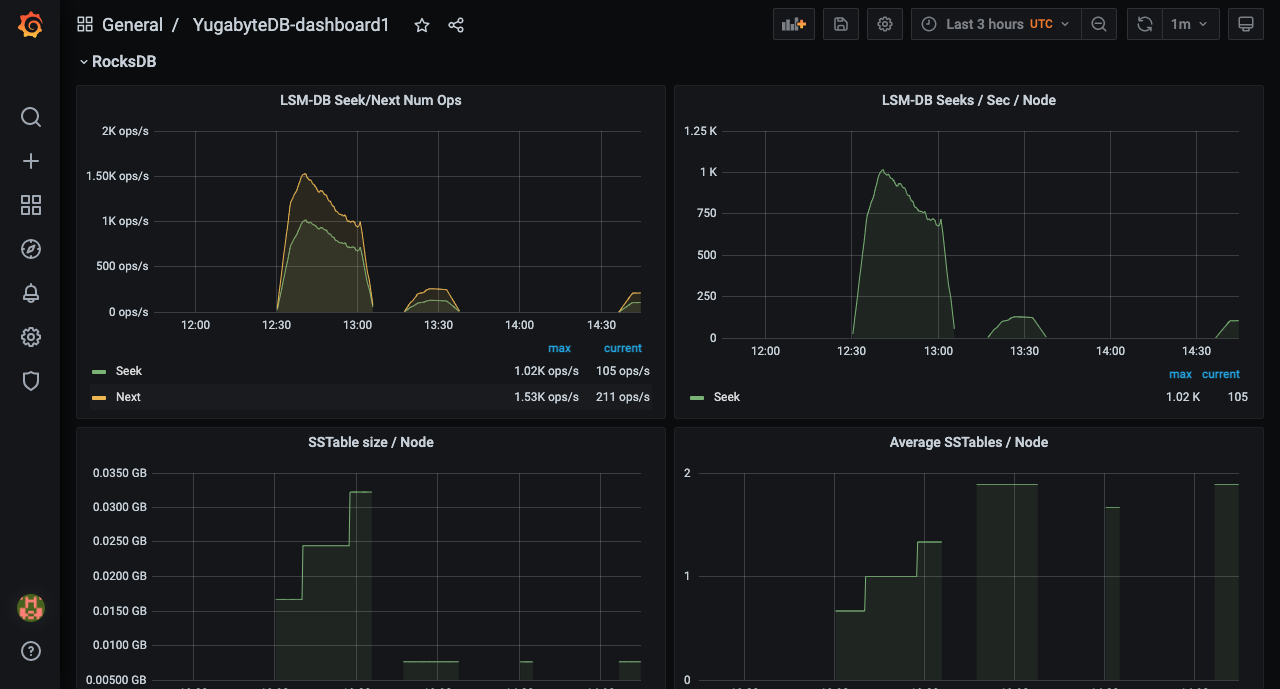 General / YugabyteDB-dashboard1
Last 3 hours UTC
1m
RocksDB
LSM-DB Seek/Next Num Ops
2K ops/s
1.50K ops/s
1K ops/s
500 ops/s
0 ops/s
12:00 12:30 13:00 13:30 14:00 14:30
max current
Seek 1.02K ops/s 105 ops/s
Next 1.53K ops/s 211 ops/s
LSM-DB Seeks / Sec / Node
1.25 K
1 K
750
500
250
0
12:00 12:30 13:00 13:30 14:00 14:30
max current
Seek 1.02 K 105
SSTable size / Node
0.0350 GB
0.0300 GB
0.0250 GB
0.0200 GB
0.0150 GB
0.0100 GB
0.00500 GB
Average SSTables / Node
2
1
0